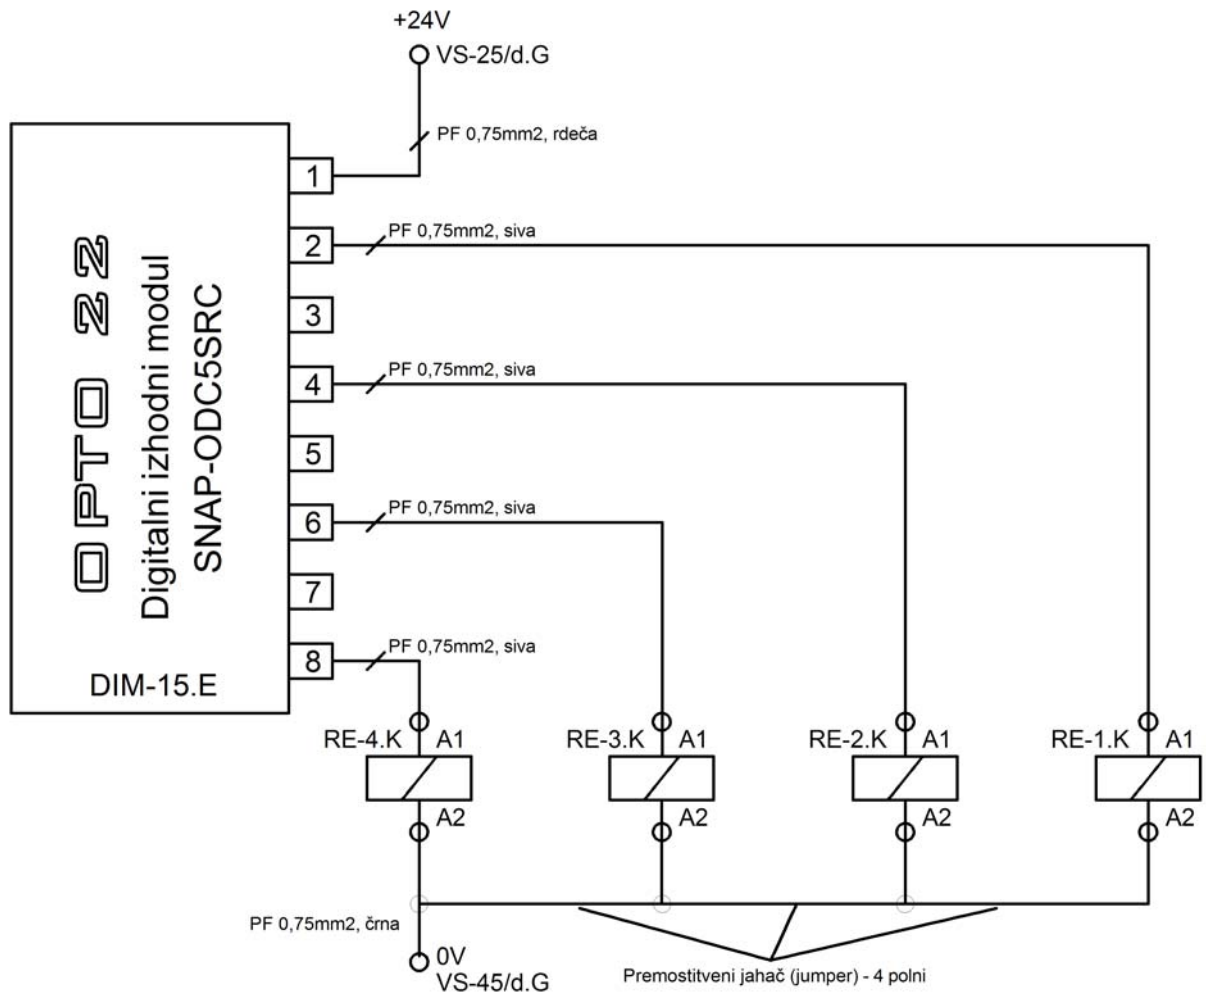 +24V
VS-25/d.G
PF 0,75mm2, rdeča
1
PF 0,75mm2, siva
2
3
PF 0,75mm2, siva
4
5
PF 0,75mm2, siva
6
7
PF 0,75mm2, siva
8
OPTO 22
Digitalni izhodni modul
SNAP-ODC5SRC
DIM-15.E
RE-4.K A1
RE-3.K A1
RE-2.K A1
RE-1.K A1
A2
A2
A2
A2
PF 0,75mm2, črna
0V
VS-45/d.G
Premostitveni jahač (jumper) - 4 polni